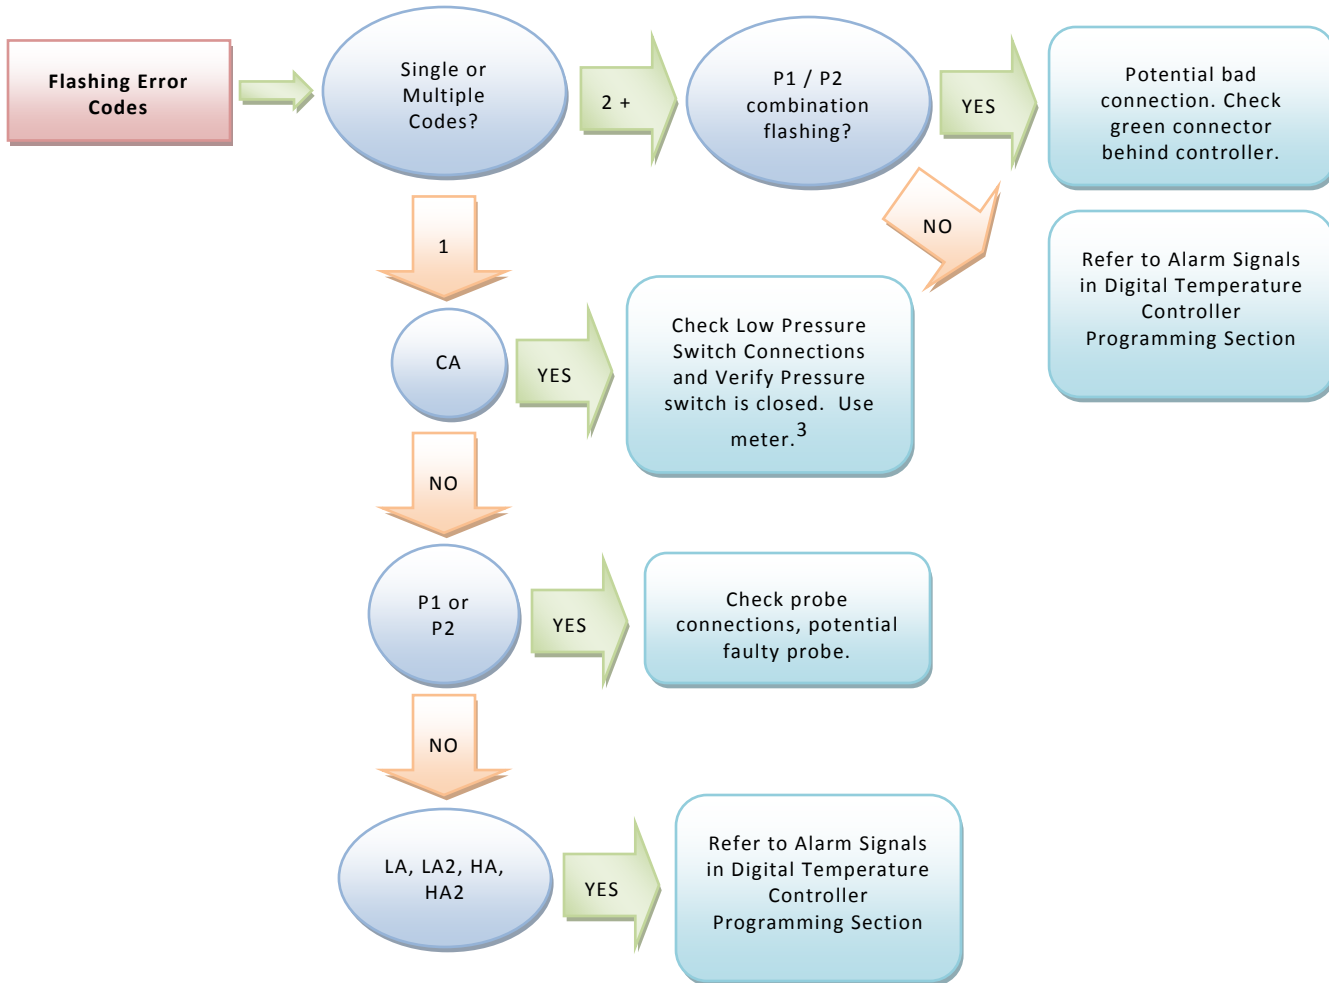 Flashing Error
Codes
Single or
Multiple
Codes?
2 +
P1 / P2
combination
flashing?
YES
Potential bad
connection. Check
green connector
behind controller.
NO
Refer to Alarm Signals
in Digital Temperature
Controller
Programming Section
1
CA
YES
Check Low Pressure
Switch Connections
and Verify Pressure
switch is closed.  Use
meter.3
NO
P1 or
P2
YES
Check probe
connections, potential
faulty probe.
NO
LA, LA2, HA,
HA2
YES
Refer to Alarm Signals
in Digital Temperature
Controller
Programming Section